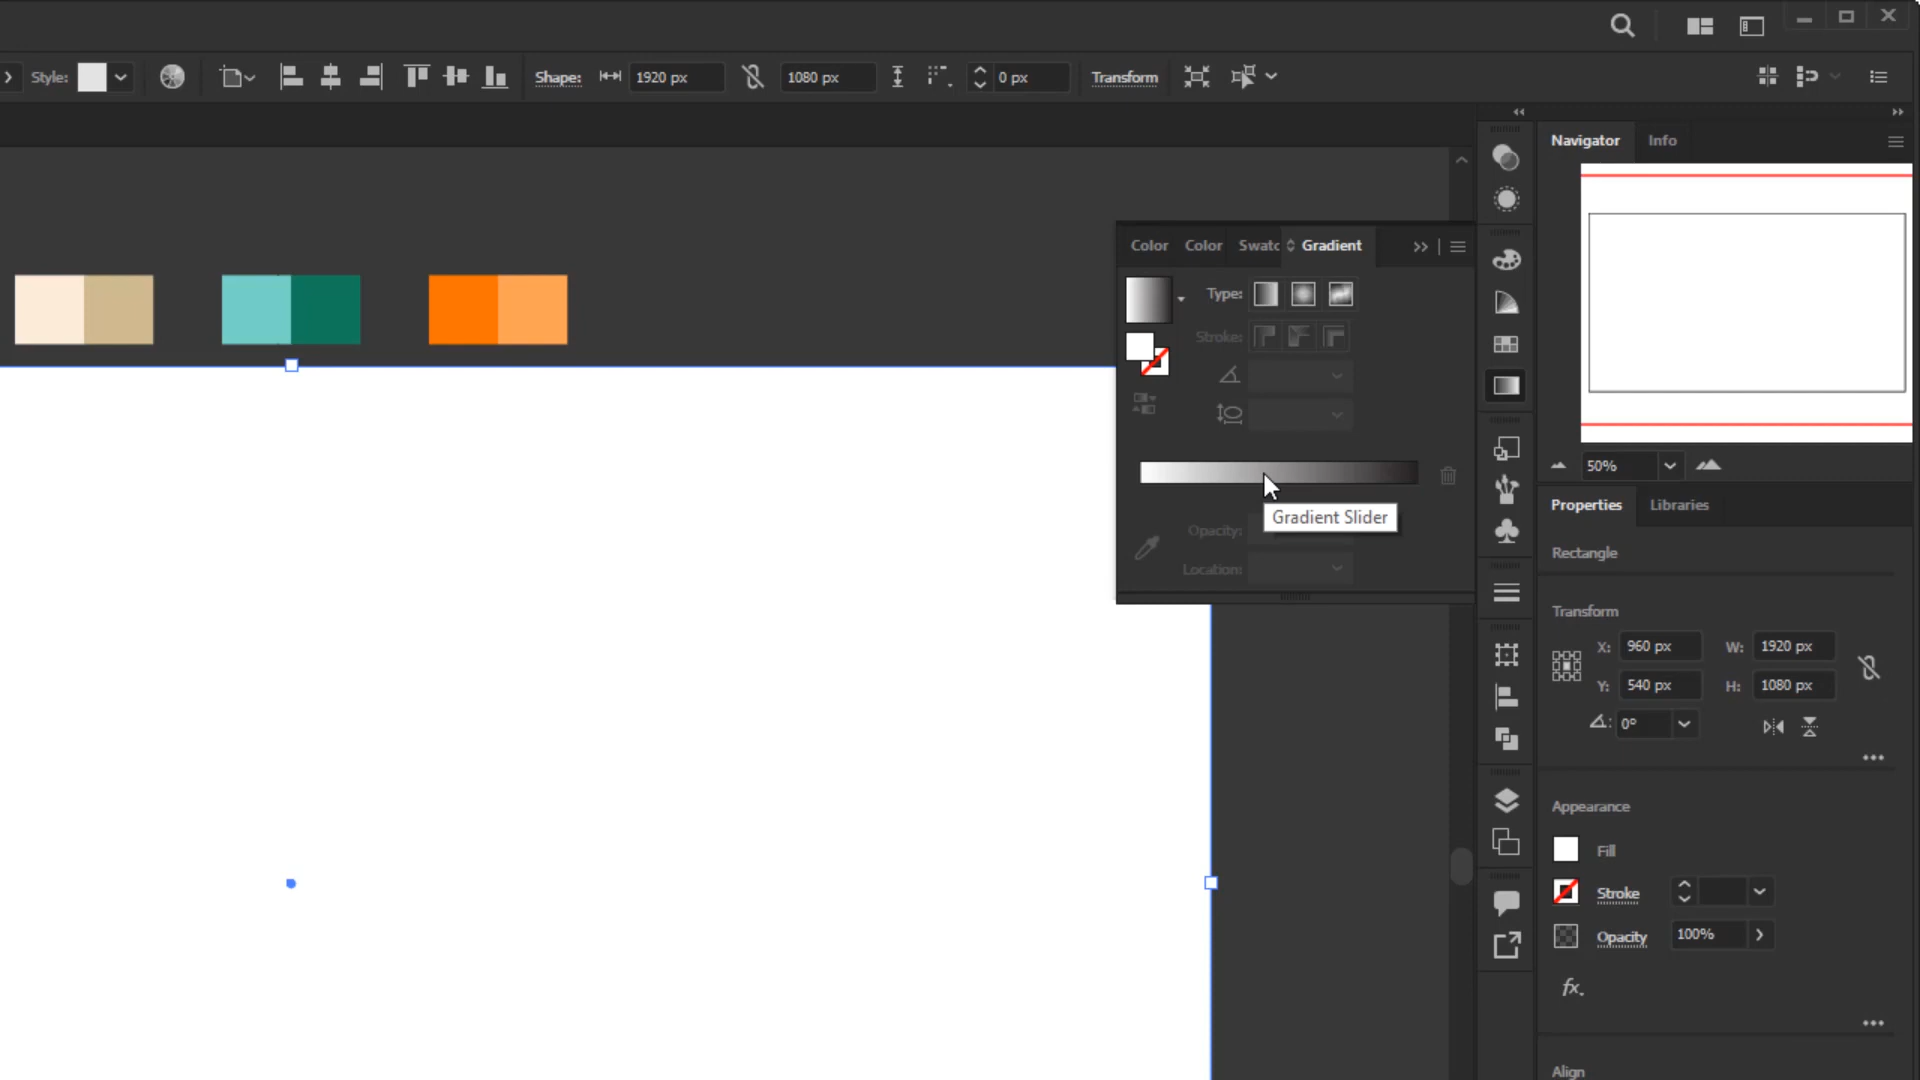 Style:
Shape:
1920 px
1080 px
0 px
Transform
Navigator
Info
Color
Color
Swatc
Gradient
Type:
Stroke:
Gradient Slider
Opacity:
Location:
50%
Properties
Libraries
Rectangle
Transform
X:
960 px
W:
1920 px
Y:
540 px
H:
1080 px
0°
Appearance
Fill
Stroke
Opacity
100%
fx.
Align